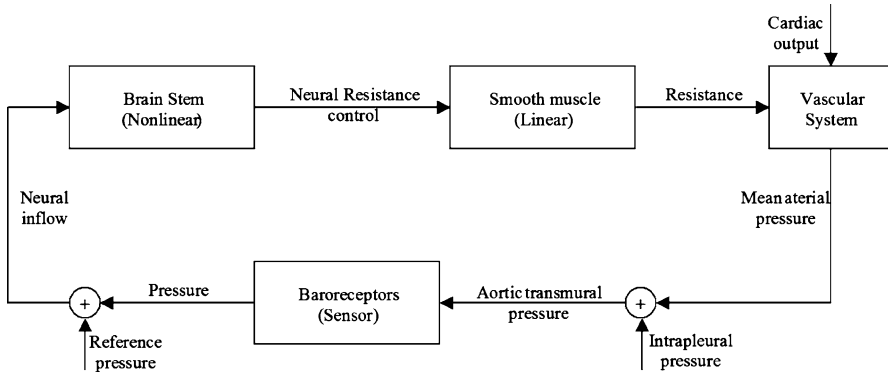 Cardiac
output
Brain Stem
(Nonlinear)
Neural Resistance
control
Smooth muscle
(Linear)
Resistance
Vascular
System
Neural
inflow
Mean aterial
pressure
+
Pressure
Baroreceptors
(Sensor)
Aortic transmural
pressure
+
Reference
pressure
Intrapleural
pressure